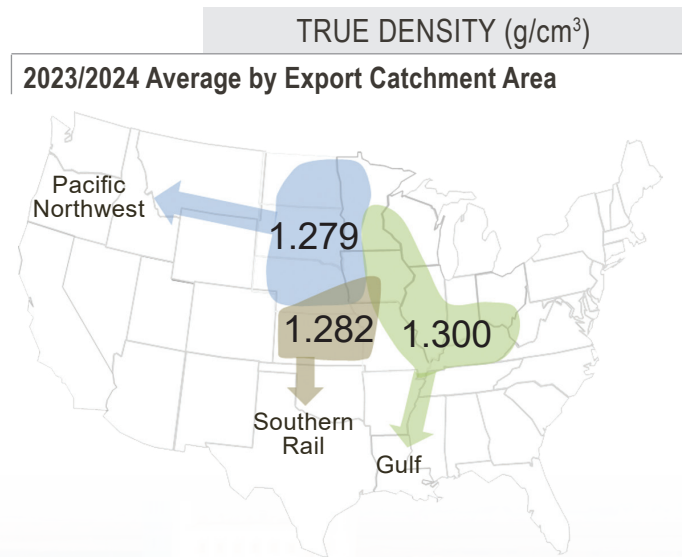 TRUE DENSITY (g/cm³)
2023/2024 Average by Export Catchment Area
Pacific
Northwest
1.279
1.282
1.300
Southern
Rail
Gulf